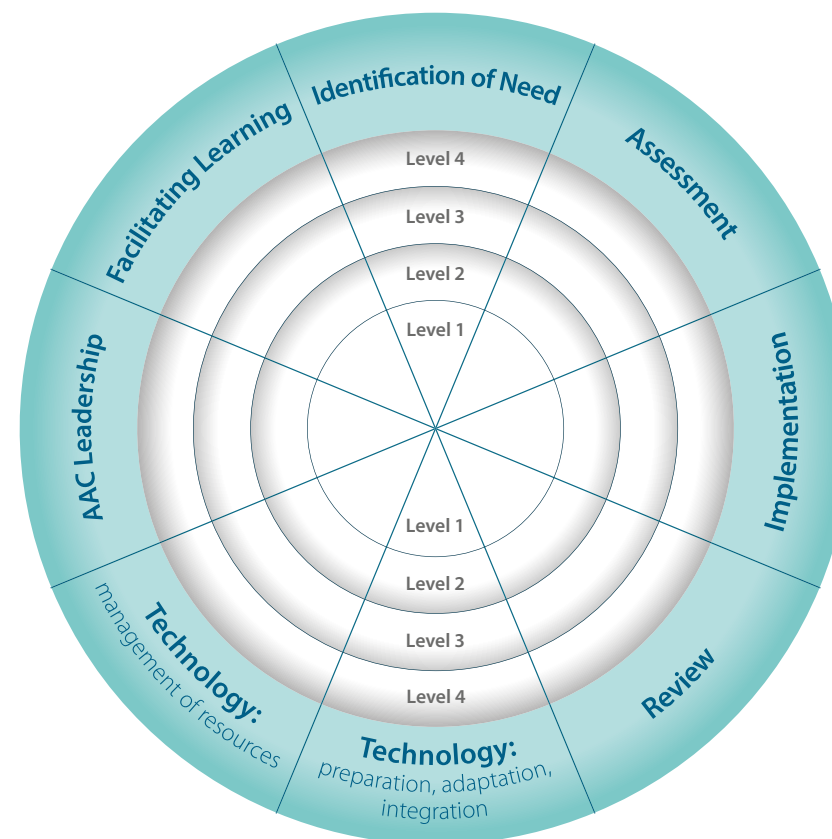 Identification of Need
Assessment
Implementation
Review
Technology:
preparation, adaptation,
integration
Technology:
management of resources
AAC Leadership
Facilitating Learning
Level 4
Level 3
Level 2
Level 1
Level 1
Level 2
Level 3
Level 4